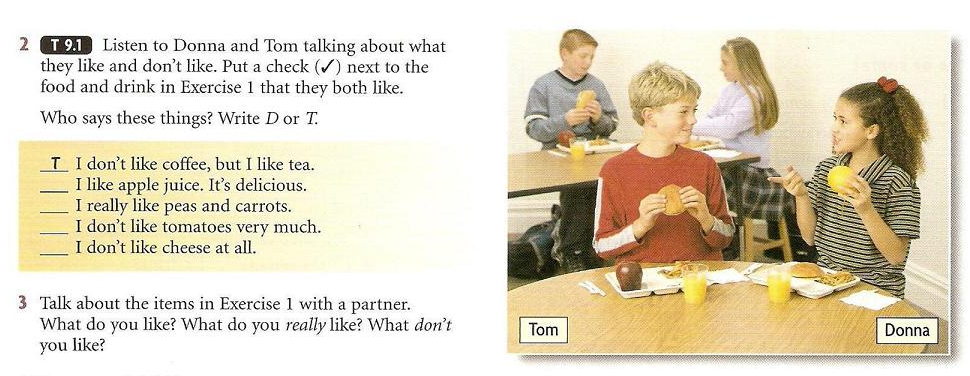 2 T 9.1 Listen to Donna and Tom talking about what
they like and don't like. Put a check (✓) next to the
food and drink in Exercise 1 that they both like.
Who says these things? Write D or T.
T I don't like coffee, but I like tea.
___ I like apple juice. It's delicious.
___ I really like peas and carrots.
___ I don't like tomatoes very much.
___ I don't like cheese at all.
3 Talk about the items in Exercise 1 with a partner.
What do you like? What do you really like? What don't
you like?
Tom
Donna